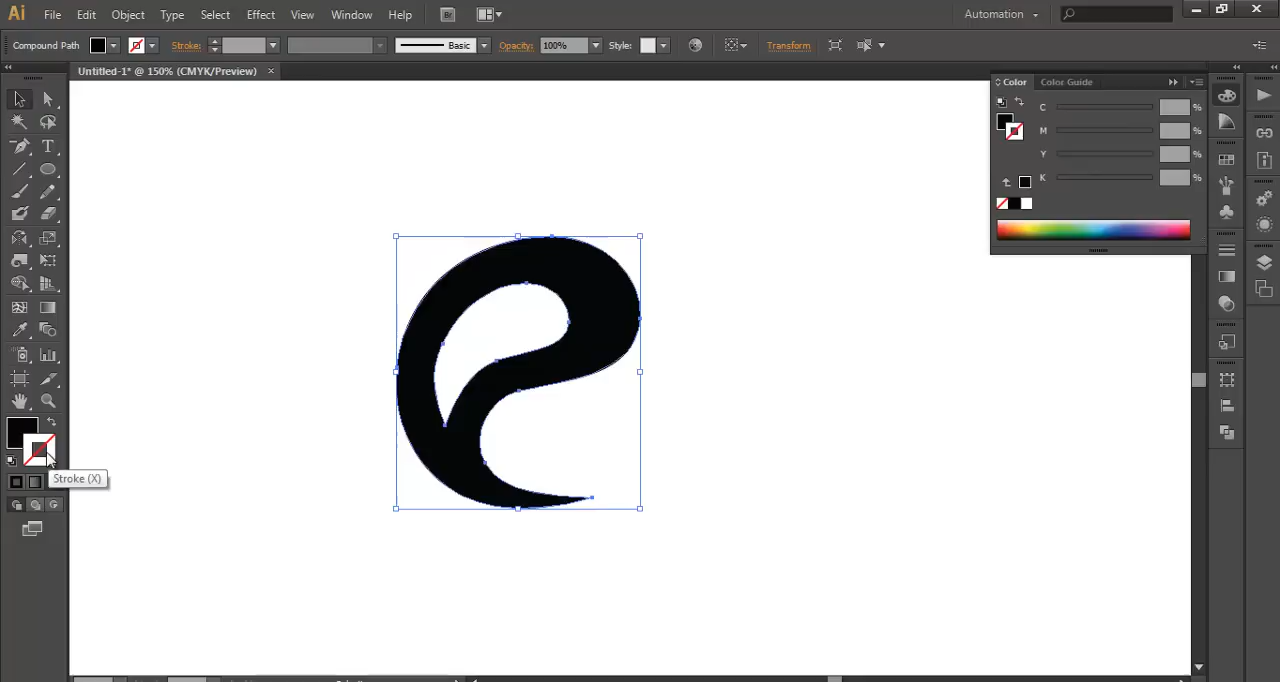 Ai File Edit Object Type Select Effect View Window Help Br Automation
Compound Path Stroke: Basic Opacity: 100% Style: Transform
Untitled-1* @ 150% (CMYK/Preview) ×
Color Color Guide
C %
M %
Y %
K %
T
Stroke (X)